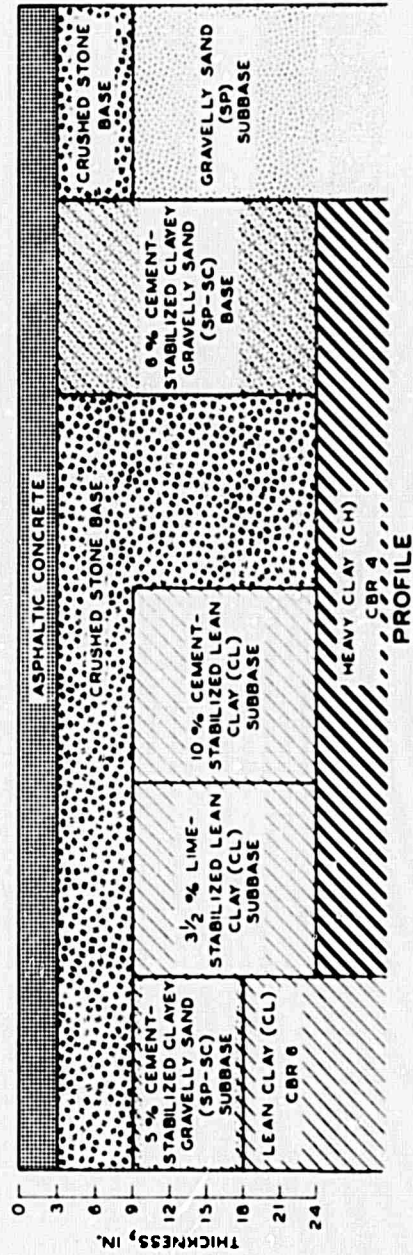 ASPHALTIC CONCRETE
CRUSHED STONE BASE
5 % CEMENT-
STABILIZED CLAYEY
GRAVELLY SAND
(SP-SC)
SUBBASE
LEAN CLAY (CL)
CBR 6
3 1/2 % LIME-
STABILIZED LEAN
CLAY (CL)
SUBBASE
10 % CEMENT-
STABILIZED LEAN
CLAY (CL)
SUBBASE
6 % CEMENT-
STABILIZED CLAYEY
GRAVELLY SAND
(SP-SC)
BASE
CRUSHED STONE
BASE
GRAVELLY SAND
(SP)
SUBBASE
HEAVY CLAY (CH)
CBR 4
PROFILE
THICKNESS, IN.
0
3
6
9
12
15
18
21
24